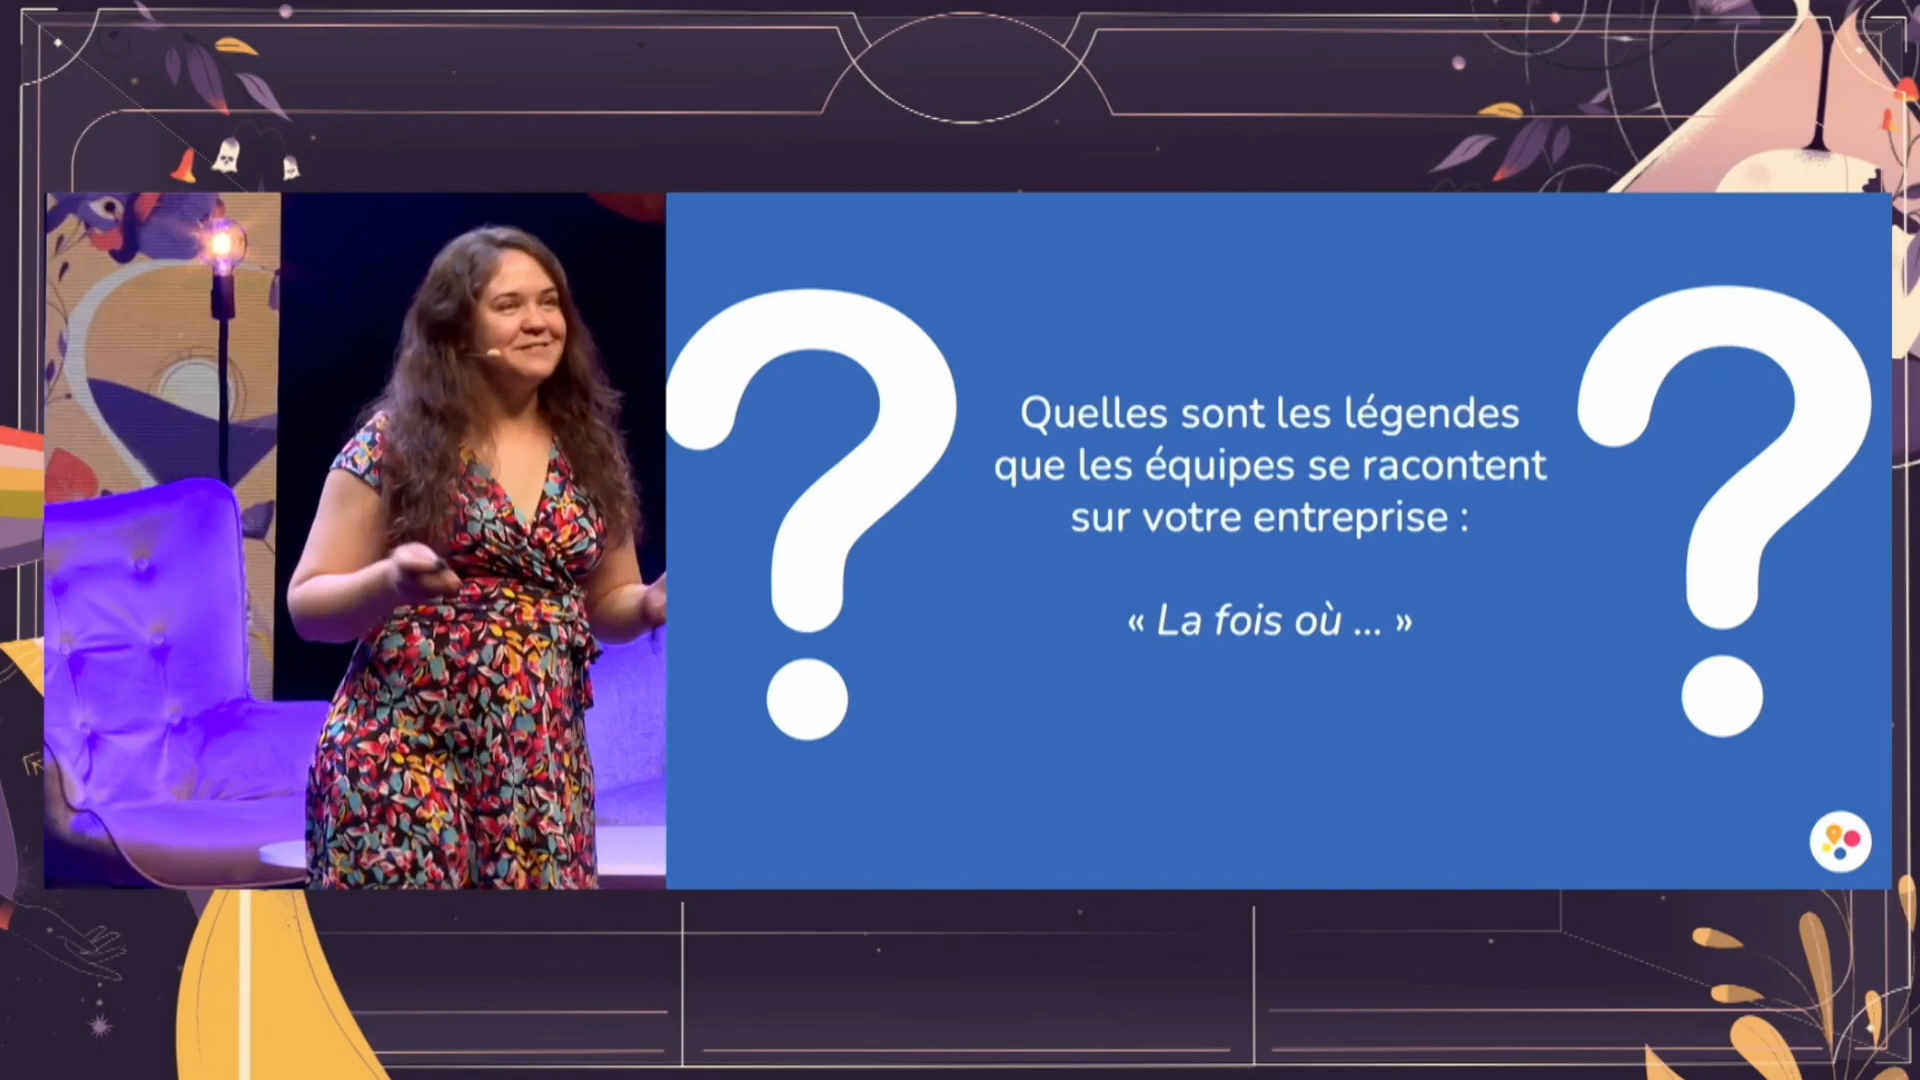 Quelles sont les légendes
que les équipes se racontent
sur votre entreprise :
« La fois où ... »